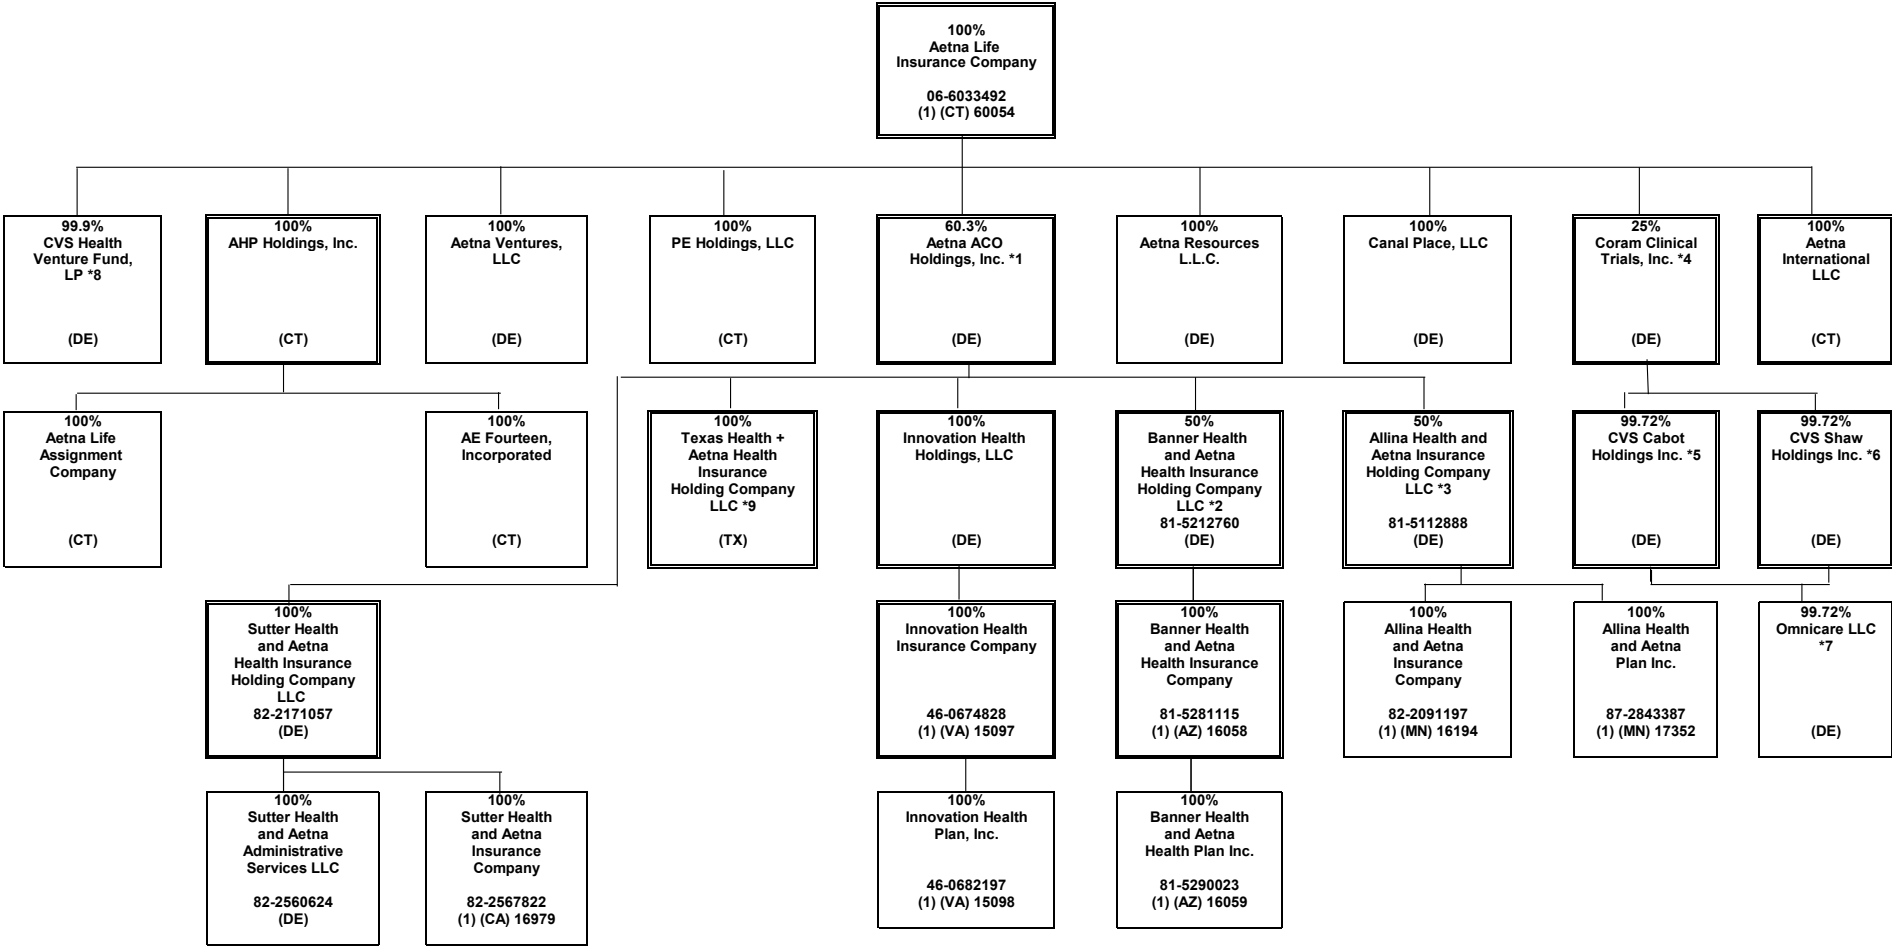 100%
Aetna Life
Insurance Company
06-6033492
(1) (CT) 60054
99.9%
CVS Health
Venture Fund,
LP *8
(DE)
100%
AHP Holdings, Inc.
(CT)
100%
Aetna Ventures,
LLC
(DE)
100%
PE Holdings, LLC
(CT)
60.3%
Aetna ACO
Holdings, Inc. *1
(DE)
100%
Aetna Resources
L.L.C.
(DE)
100%
Canal Place, LLC
(DE)
25%
Coram Clinical
Trials, Inc. *4
(DE)
100%
Aetna
International
LLC
(CT)
100%
Aetna Life
Assignment
Company
(CT)
100%
AE Fourteen,
Incorporated
(CT)
100%
Texas Health +
Aetna Health
Insurance
Holding Company
LLC *9
(TX)
100%
Innovation Health
Holdings, LLC
(DE)
50%
Banner Health
and Aetna
Health Insurance
Holding Company
LLC *2
81-5212760
(DE)
50%
Allina Health and
Aetna Insurance
Holding Company
LLC *3
81-5112888
(DE)
99.72%
CVS Cabot
Holdings Inc. *5
(DE)
99.72%
CVS Shaw
Holdings Inc. *6
(DE)
100%
Sutter Health
and Aetna
Health Insurance
Holding Company
LLC
82-2171057
(DE)
100%
Innovation Health
Insurance Company
46-0674828
(1) (VA) 15097
100%
Banner Health
and Aetna
Health Insurance
Company
81-5281115
(1) (AZ) 16058
100%
Allina Health
and Aetna
Insurance
Company
82-2091197
(1) (MN) 16194
100%
Allina Health
and Aetna
Plan Inc.
87-2843387
(1) (MN) 17352
99.72%
Omnicare LLC
*7
(DE)
100%
Sutter Health
and Aetna
Administrative
Services LLC
82-2560624
(DE)
100%
Sutter Health
and Aetna
Insurance
Company
82-2567822
(1) (CA) 16979
100%
Innovation Health
Plan, Inc.
46-0682197
(1) (VA) 15098
100%
Banner Health
and Aetna
Health Plan Inc.
81-5290023
(1) (AZ) 16059